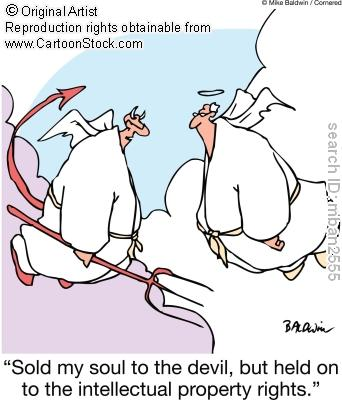 © Mike Baldwin / Cornered
© Original Artist
Reproduction rights obtainable from
www.CartoonStock.com
search ID: mban2555
BALDWIN
“Sold my soul to the devil, but held on
to the intellectual property rights.”